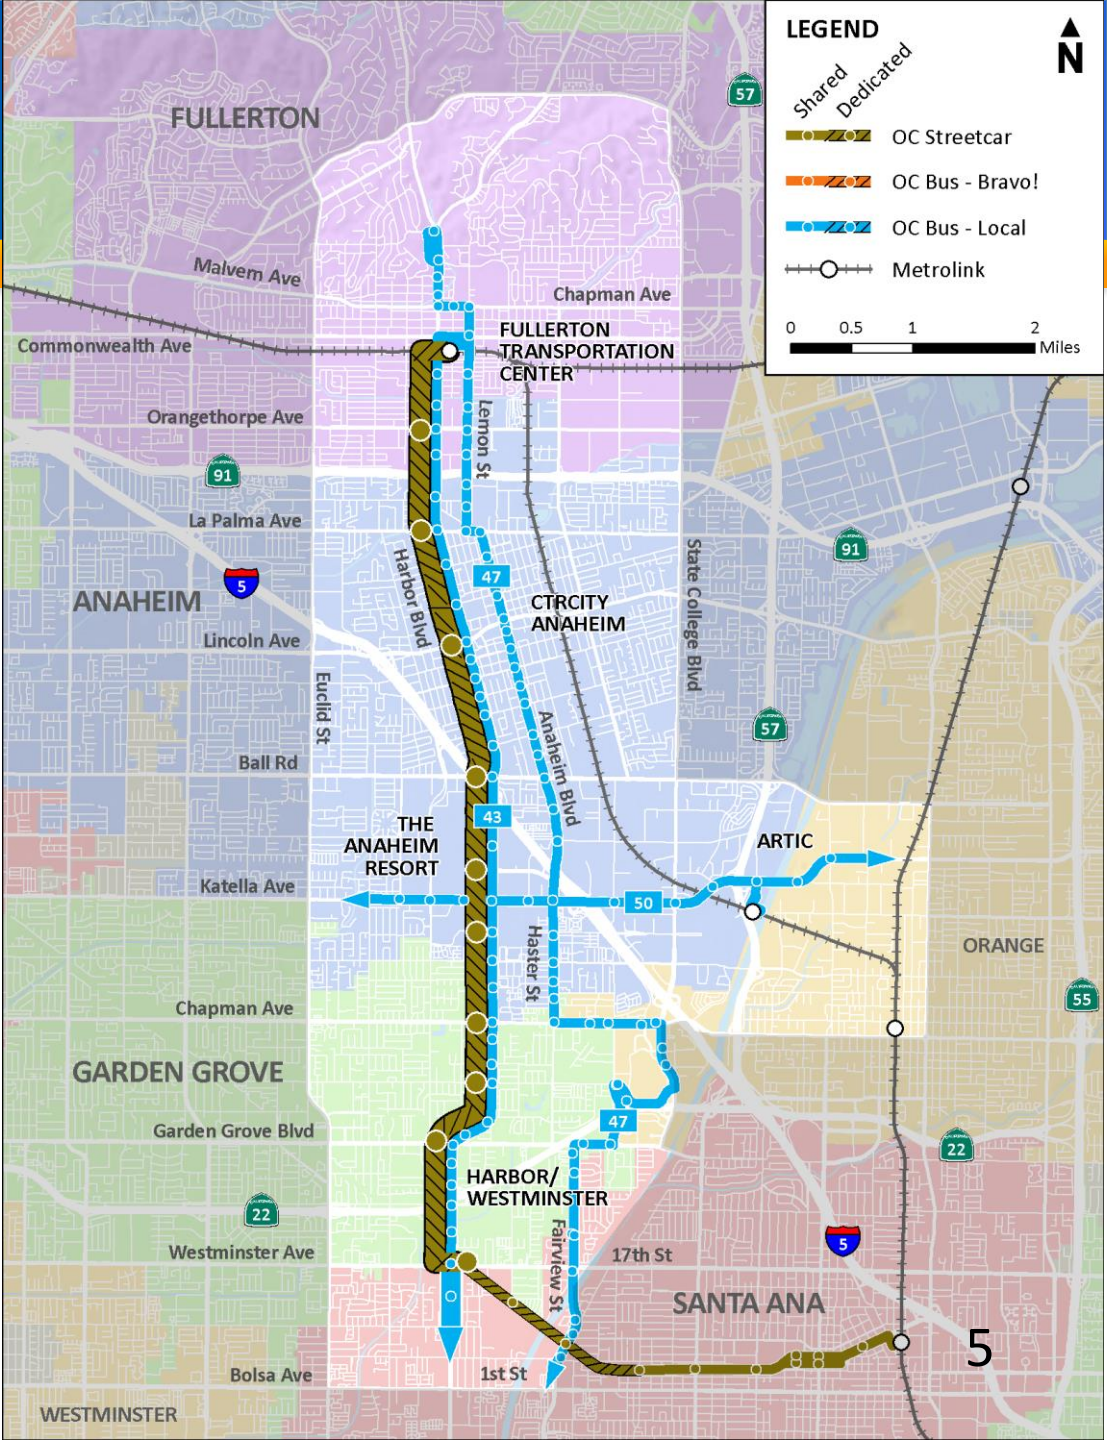 LEGEND
N
Shared
Dedicated
OC Streetcar
OC Bus - Bravo!
OC Bus - Local
Metrolink
0 0.5 1 2
Miles
57
FULLERTON
Malvern Ave
Chapman Ave
FULLERTON
TRANSPORTATION
CENTER
Commonwealth Ave
Orangethorpe Ave
Lemon St
91
La Palma Ave
91
5
47
Harbor Blvd
State College Blvd
ANAHEIM
CTRCITY
ANAHEIM
Lincoln Ave
Euclid St
57
Anaheim Blvd
Ball Rd
43
THE
ANAHEIM
RESORT
ARTIC
Katella Ave
50
Haster St
ORANGE
55
Chapman Ave
GARDEN GROVE
47
Garden Grove Blvd
22
HARBOR/
WESTMINSTER
22
Fairview St
Westminster Ave
17th St
5
SANTA ANA
5
Bolsa Ave
1st St
WESTMINSTER